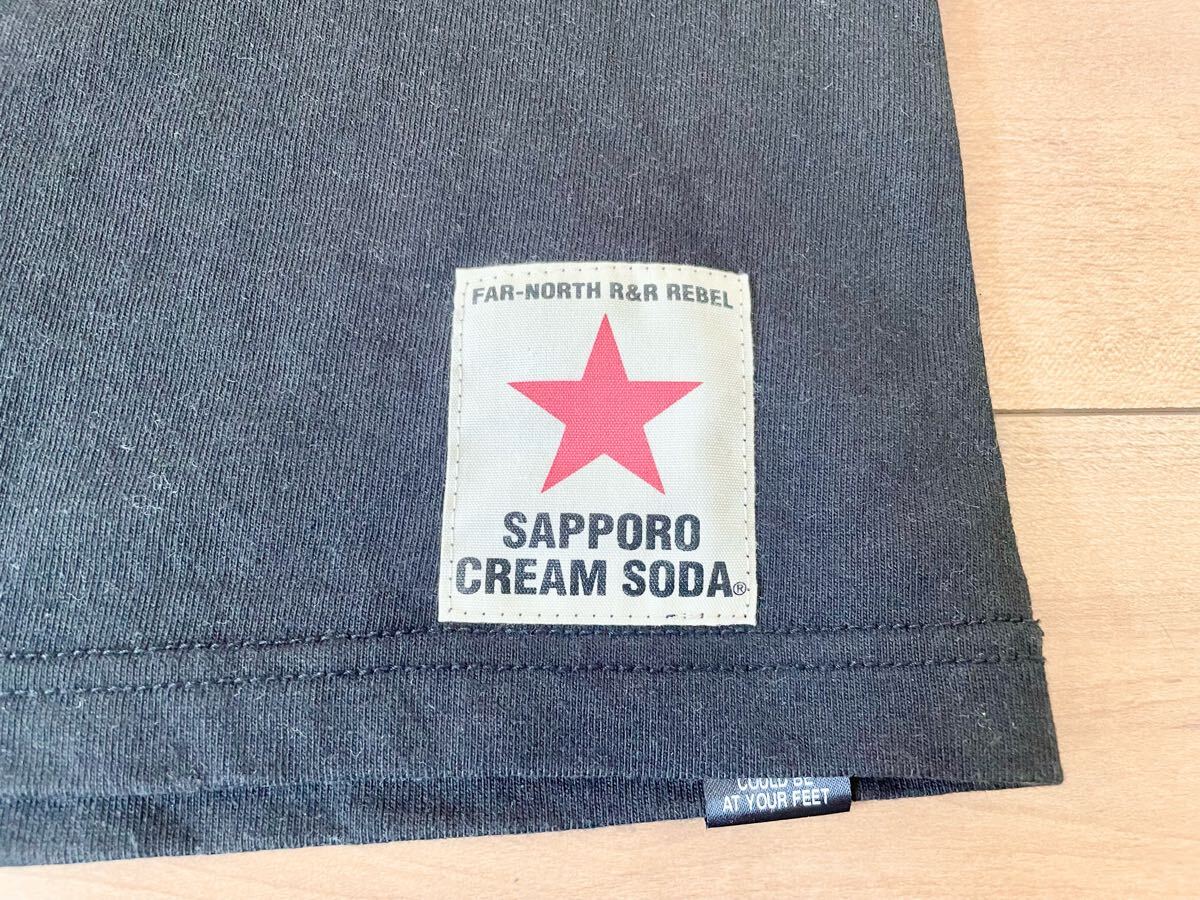 FAR-NORTH R&R REBEL
SAPPORO
CREAM SODA®
COULD BE
AT YOUR FEET